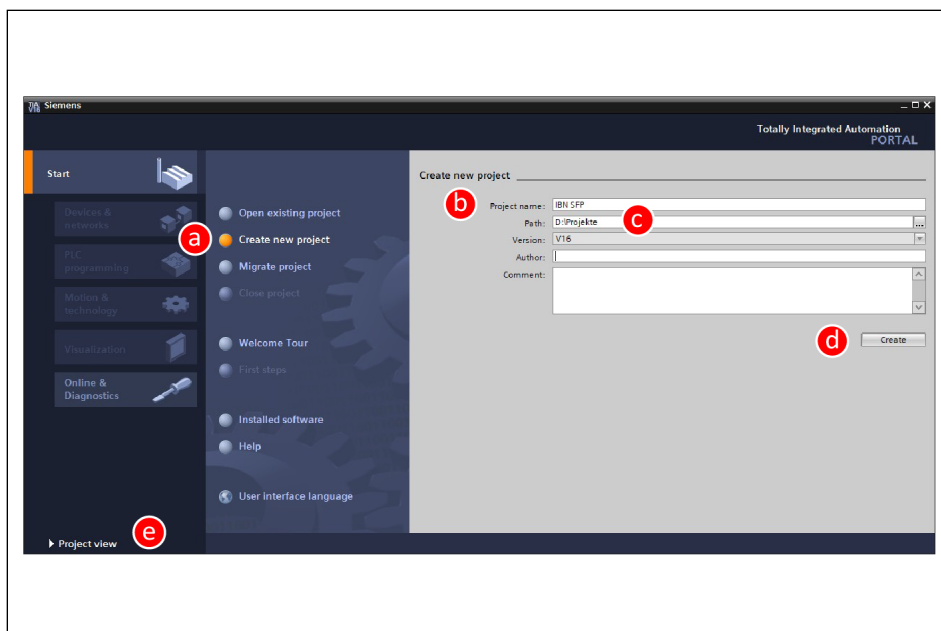 TIA
V16
Siemens
Totally Integrated Automation
PORTAL
Start
Devices &
networks
PLC
programming
Motion &
technology
Visualization
Online &
Diagnostics
Project view
e
Open existing project
a
Create new project
Migrate project
Close project
Welcome Tour
First steps
Installed software
Help
User interface language
Create new project
b
Project name: IBN SFP
Path: D:\Projekte
c
...
Version: V16
Author:
Comment:
d
Create